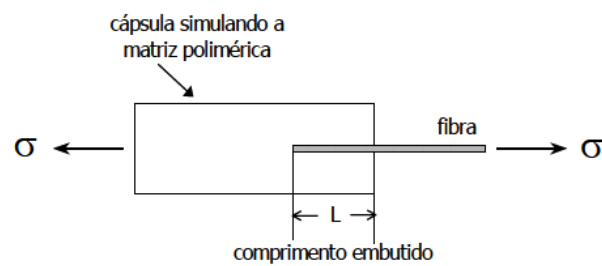 cápsula simulando a
matriz polimérica
fibra
σ
σ
L
comprimento embutido